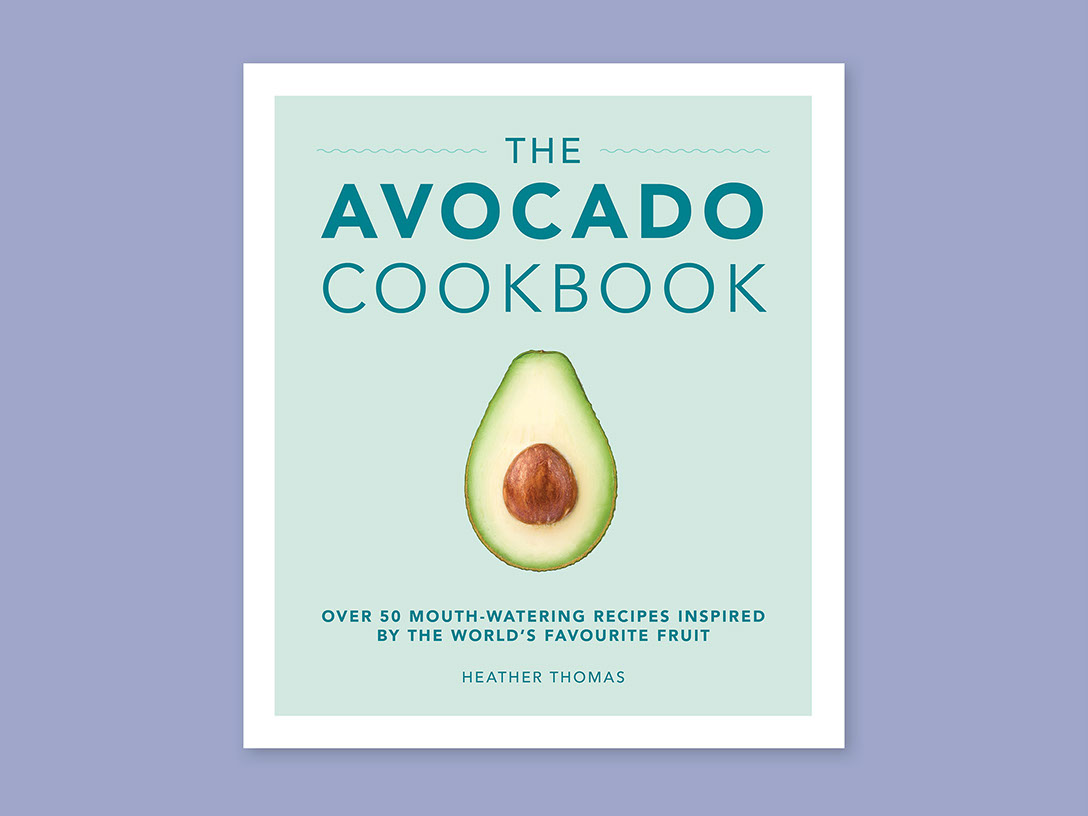 THE
AVOCADO
COOKBOOK
OVER 50 MOUTH-WATERING RECIPES INSPIRED
BY THE WORLD'S FAVOURITE FRUIT
HEATHER THOMAS